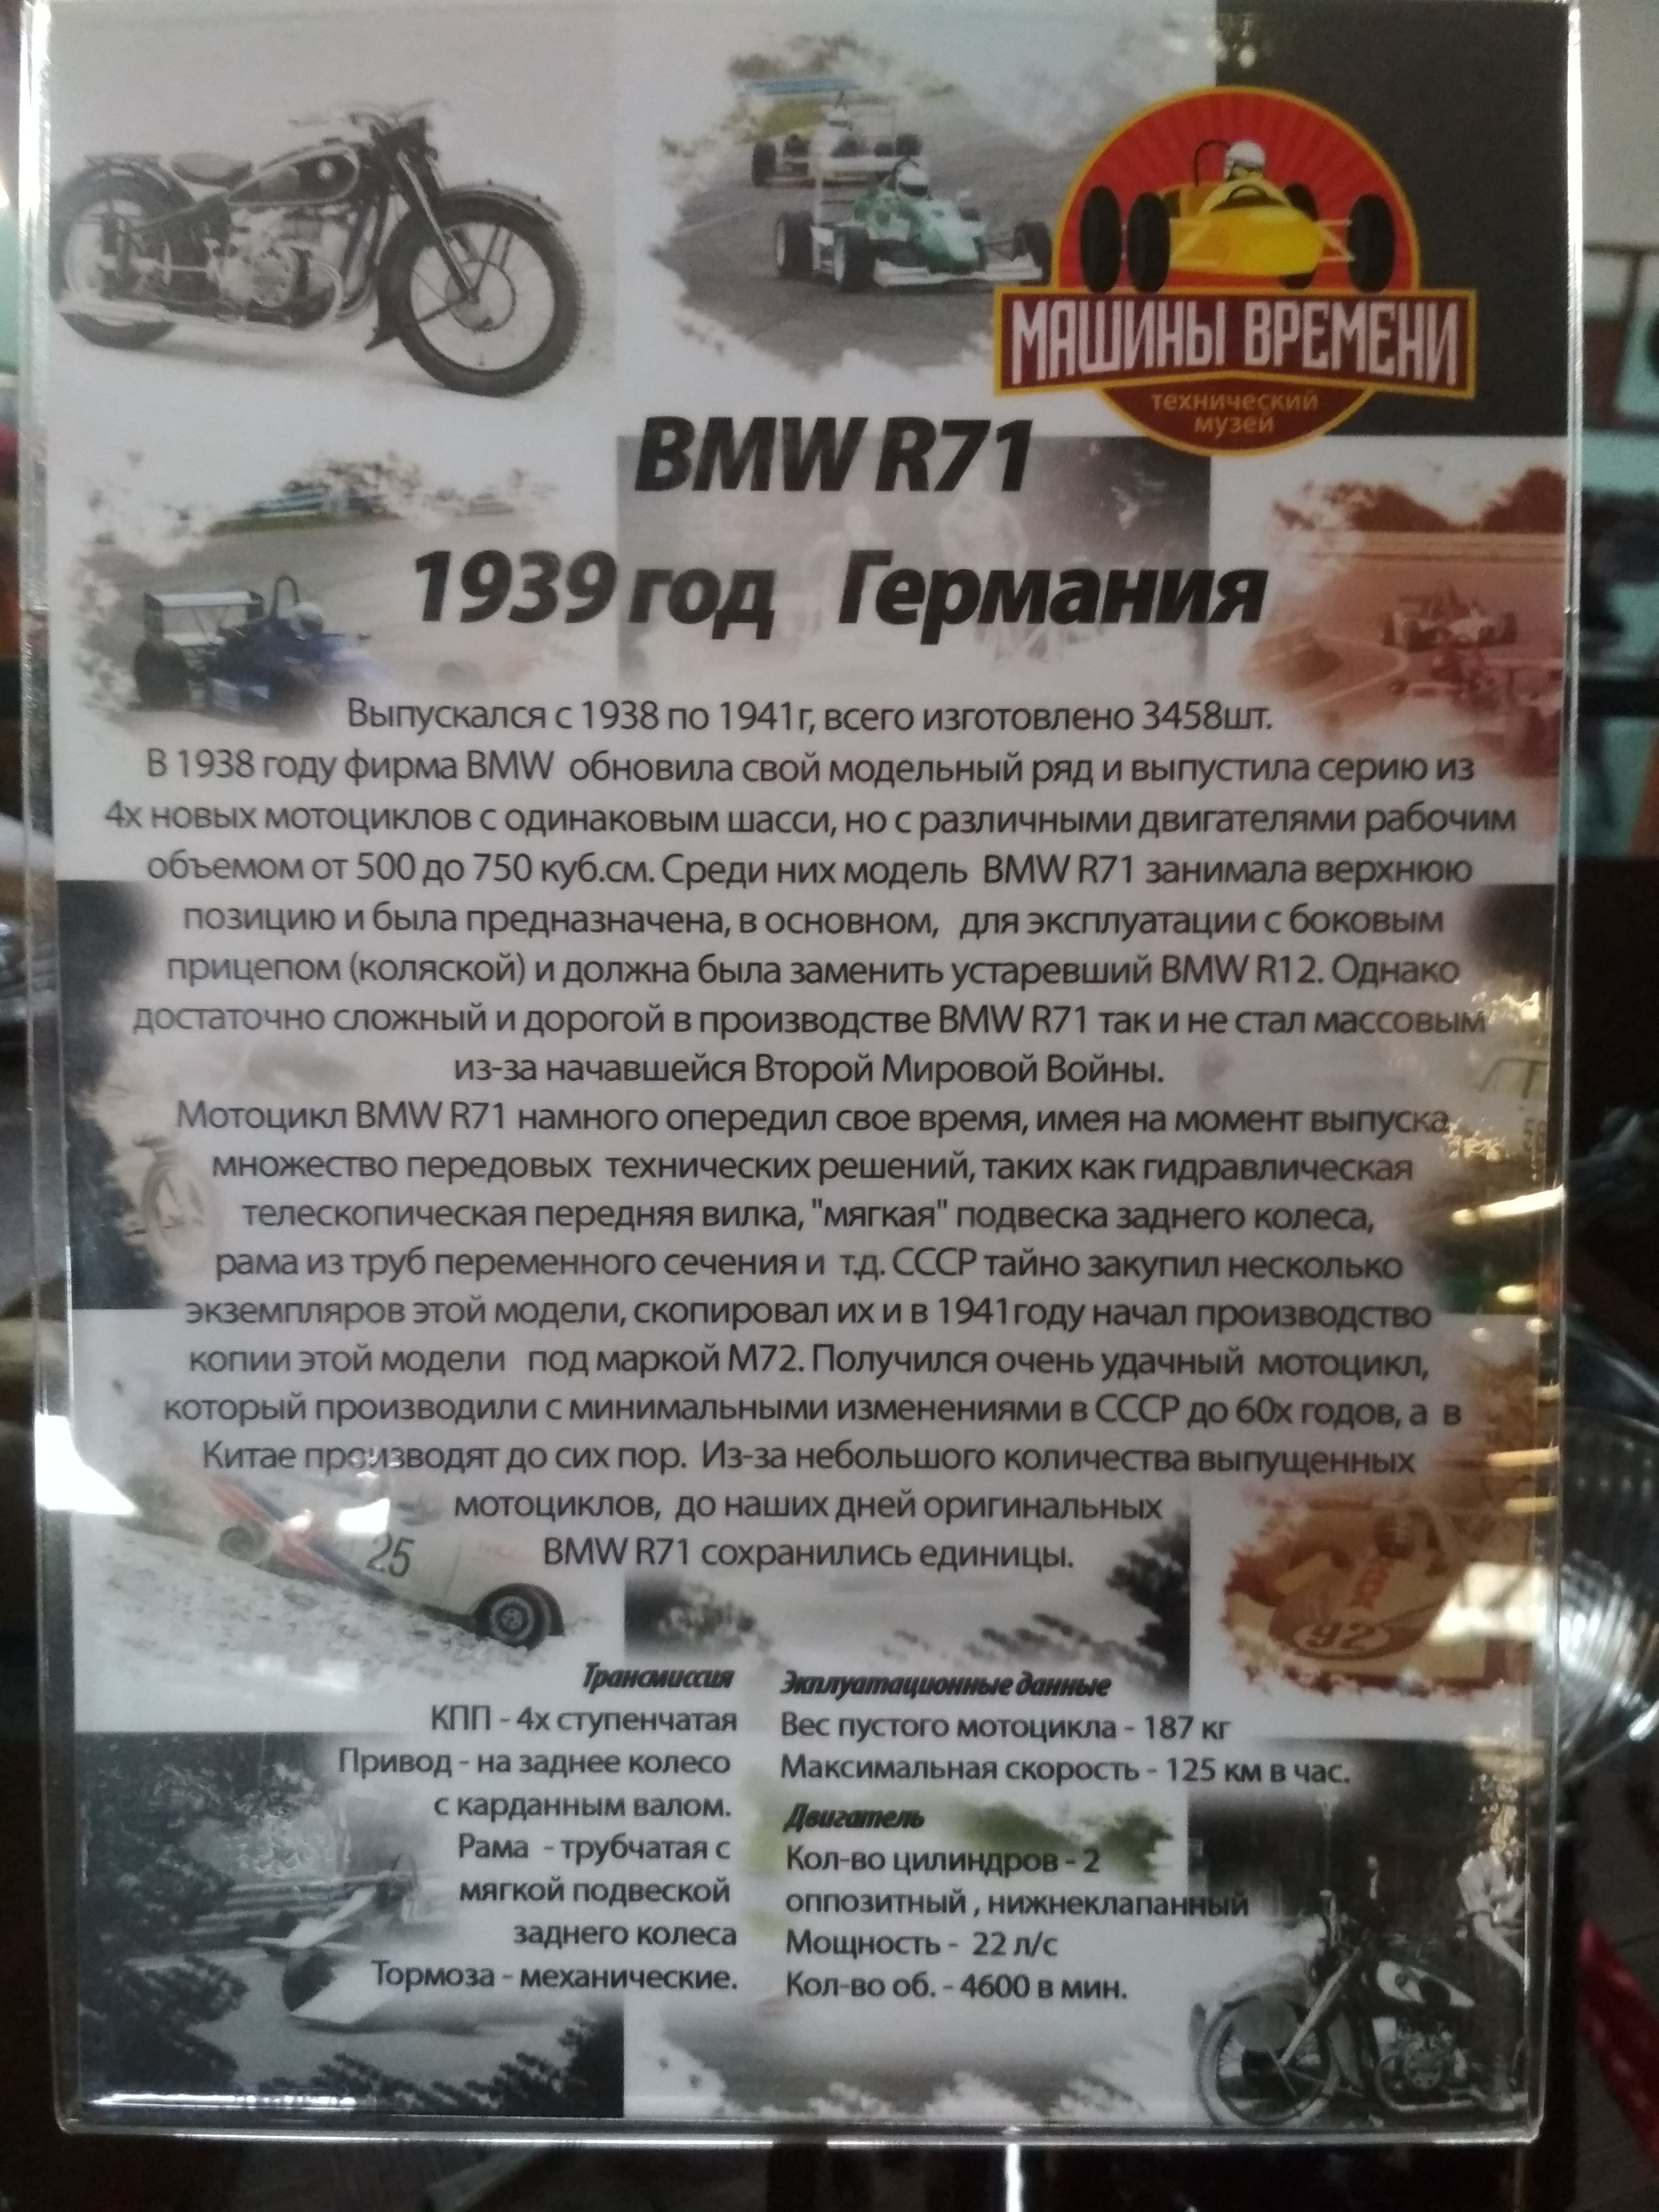 МАШИНЫ ВРЕМЕНИ
технический
музей
BMW R71
1939 год Германия
Выпускался с 1938 по 1941г, всего изготовлено 3458шт.
В 1938 году фирма BMW обновила свой модельный ряд и выпустила серию из
4х новых мотоциклов с одинаковым шасси, но с различными двигателями рабочим
объемом от 500 до 750 куб.см. Среди них модель BMW R71 занимала верхнюю
позицию и была предназначена, в основном, для эксплуатации с боковым
прицепом (коляской) и должна была заменить устаревший BMW R12. Однако
достаточно сложный и дорогой в производстве BMW R71 так и не стал массовым
из-за начавшейся Второй Мировой Войны.
Мотоцикл BMW R71 намного опередил свое время, имея на момент выпуска
множество передовых технических решений, таких как гидравлическая
телескопическая передняя вилка, "мягкая" подвеска заднего колеса,
рама из труб переменного сечения и т.д. СССР тайно закупил несколько
экземпляров этой модели, скопировал их и в 1941году начал производство
копии этой модели под маркой М72. Получился очень удачный мотоцикл,
который производили с минимальными изменениями в СССР до 60х годов, а в
Китае производят до сих пор. Из-за небольшого количества выпущенных
мотоциклов, до наших дней оригинальных
BMW R71 сохранились единицы.
25
92
Трансмиссия
КПП - 4х ступенчатая
Привод - на заднее колесо
с карданным валом.
Рама - трубчатая с
мягкой подвеской
заднего колеса
Тормоза - механические.
Экплуатационные данные
Вес пустого мотоцикла - 187 кг
Максимальная скорость - 125 км в час.
Двигатель
Кол-во цилиндров - 2
оппозитный , нижнеклапанный
Мощность - 22 л/с
Кол-во об. - 4600 в мин.